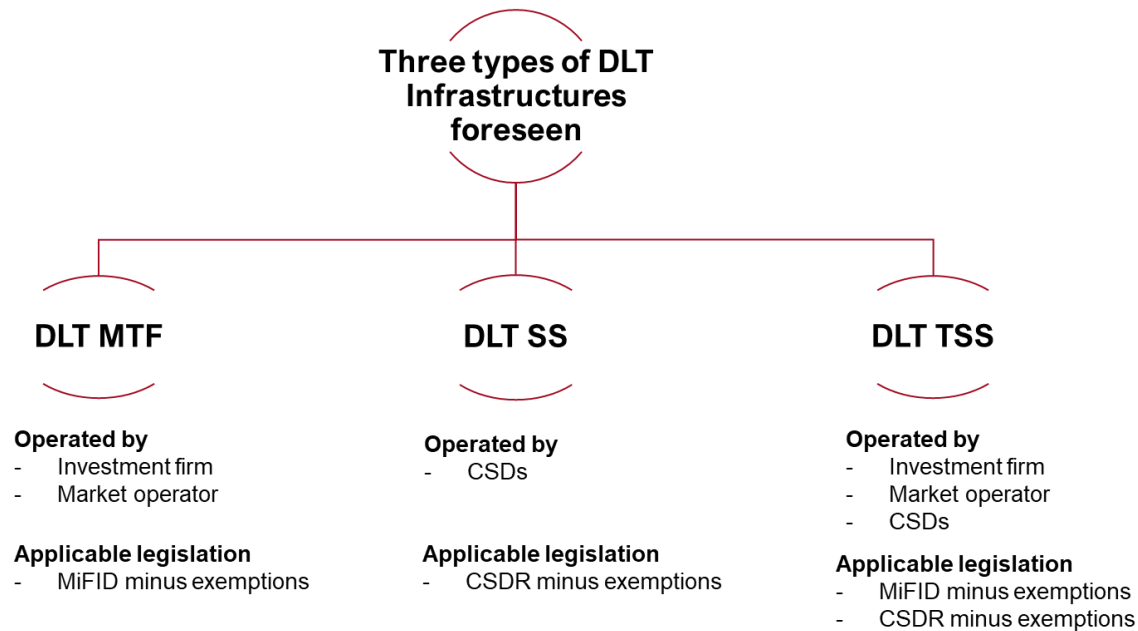 Three types of DLT
Infrastructures
foreseen
DLT MTF
Operated by
- Investment firm
- Market operator
Applicable legislation
- MiFID minus exemptions
DLT SS
Operated by
- CSDs
Applicable legislation
- CSDR minus exemptions
DLT TSS
Operated by
- Investment firm
- Market operator
- CSDs
Applicable legislation
- MiFID minus exemptions
- CSDR minus exemptions